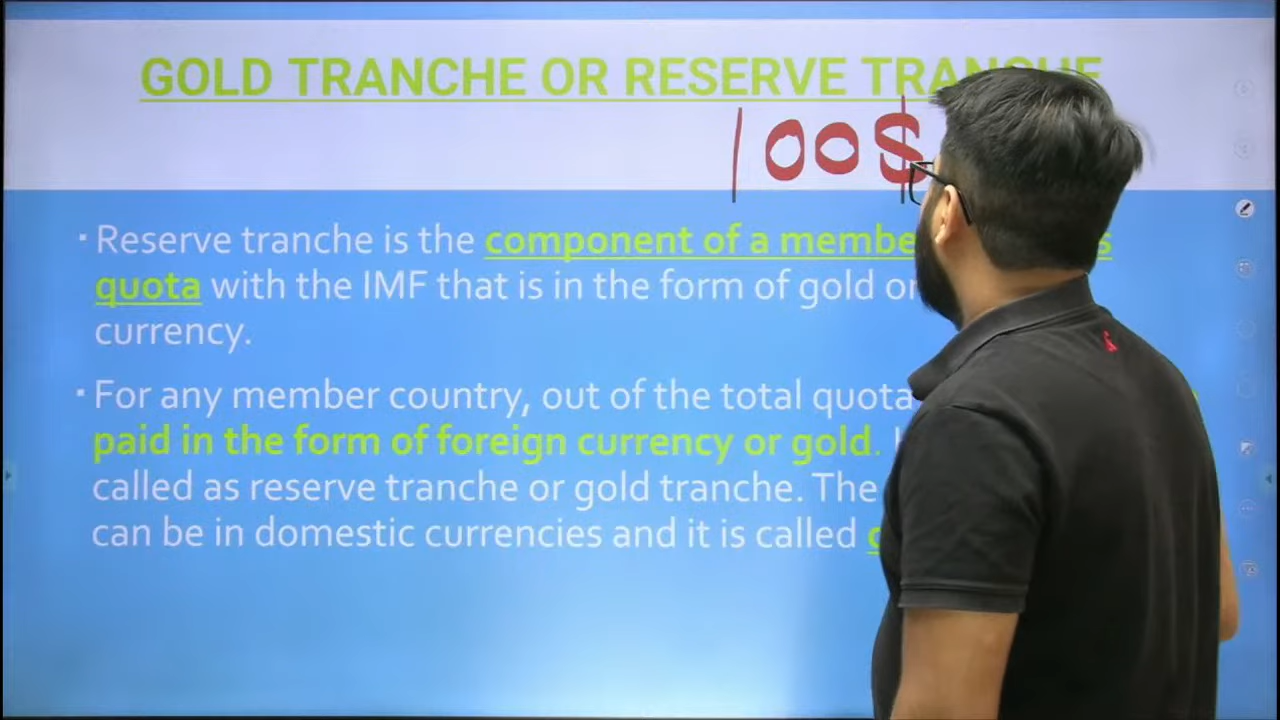 GOLD TRANCHE OR RESERVE TRANCHE
100$
▪ Reserve tranche is the component of a
quota with the IMF that is in the form of gold or
currency.
▪ For any member country, out of the total quota
paid in the form of foreign currency or gold.
called as reserve tranche or gold tranche. The
can be in domestic currencies and it is called